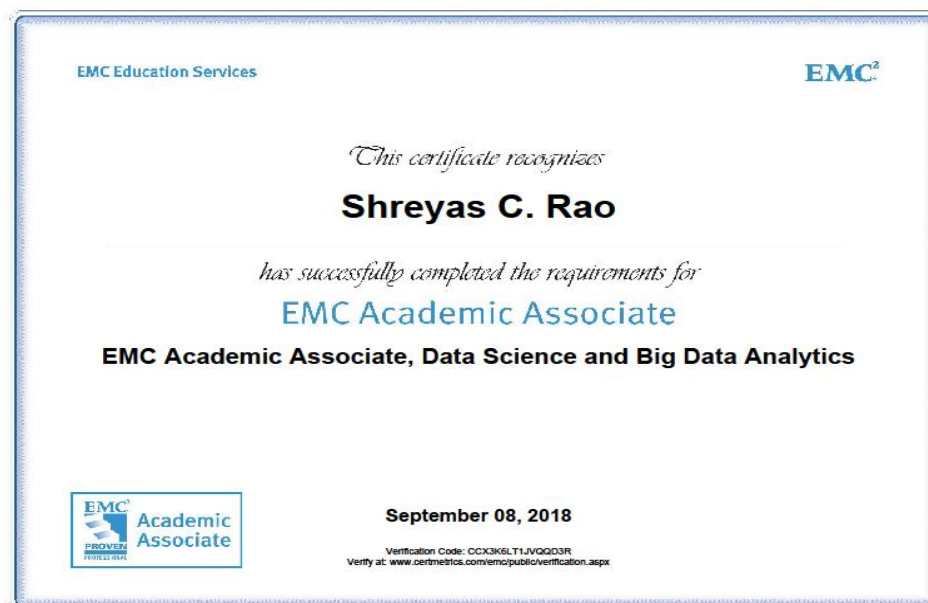 EMC Education Services
EMC²
This certificate recognizes
Shreyas C. Rao
has successfully completed the requirements for
EMC Academic Associate
EMC Academic Associate, Data Science and Big Data Analytics
EMC²
PROVEN
PROFESSIONAL
Academic
Associate
September 08, 2018
Verification Code: CCX3K6LT1JVQQD3R
Verify at: www.certmetrics.com/emc/public/verification.aspx